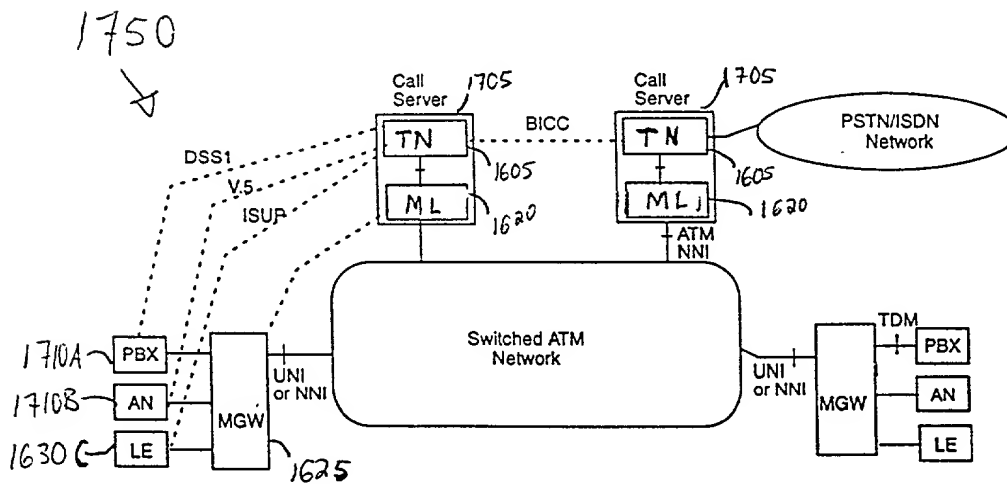 1750
Call Server
1705
Call Server
1705
TN
BICC
TN
PSTN/ISDN Network
DSS1
V.5
1605
1605
ISUP
ML
1620
ML
1620
ATM NNI
Switched ATM Network
1710A
PBX
UNI or NNI
UNI or NNI
TDM
PBX
1710B
AN
MGW
MGW
AN
1630C
LE
1625
LE